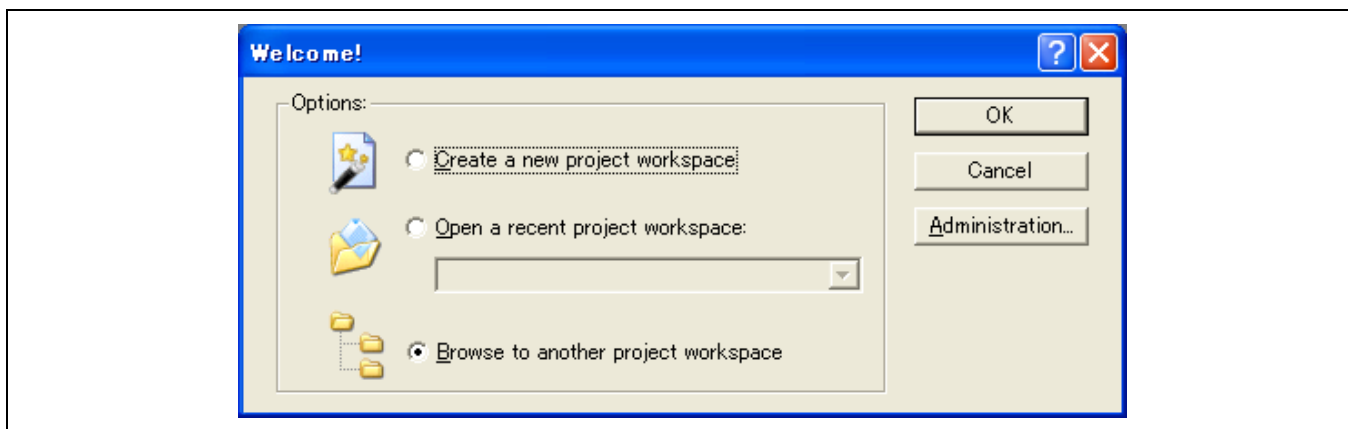 Welcome!
Options:
Create a new project workspace
Open a recent project workspace:
Browse to another project workspace
OK
Cancel
Administration...